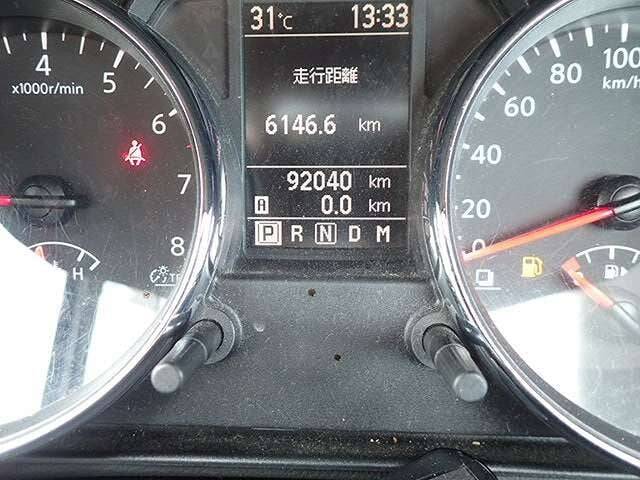 31°C 13:33
走行距離
6146.6 km
92040 km
A 0.0 km
P R N D M
4 5 6 7 8
x1000r/min
H
0 20 40 60 80 100
km/h